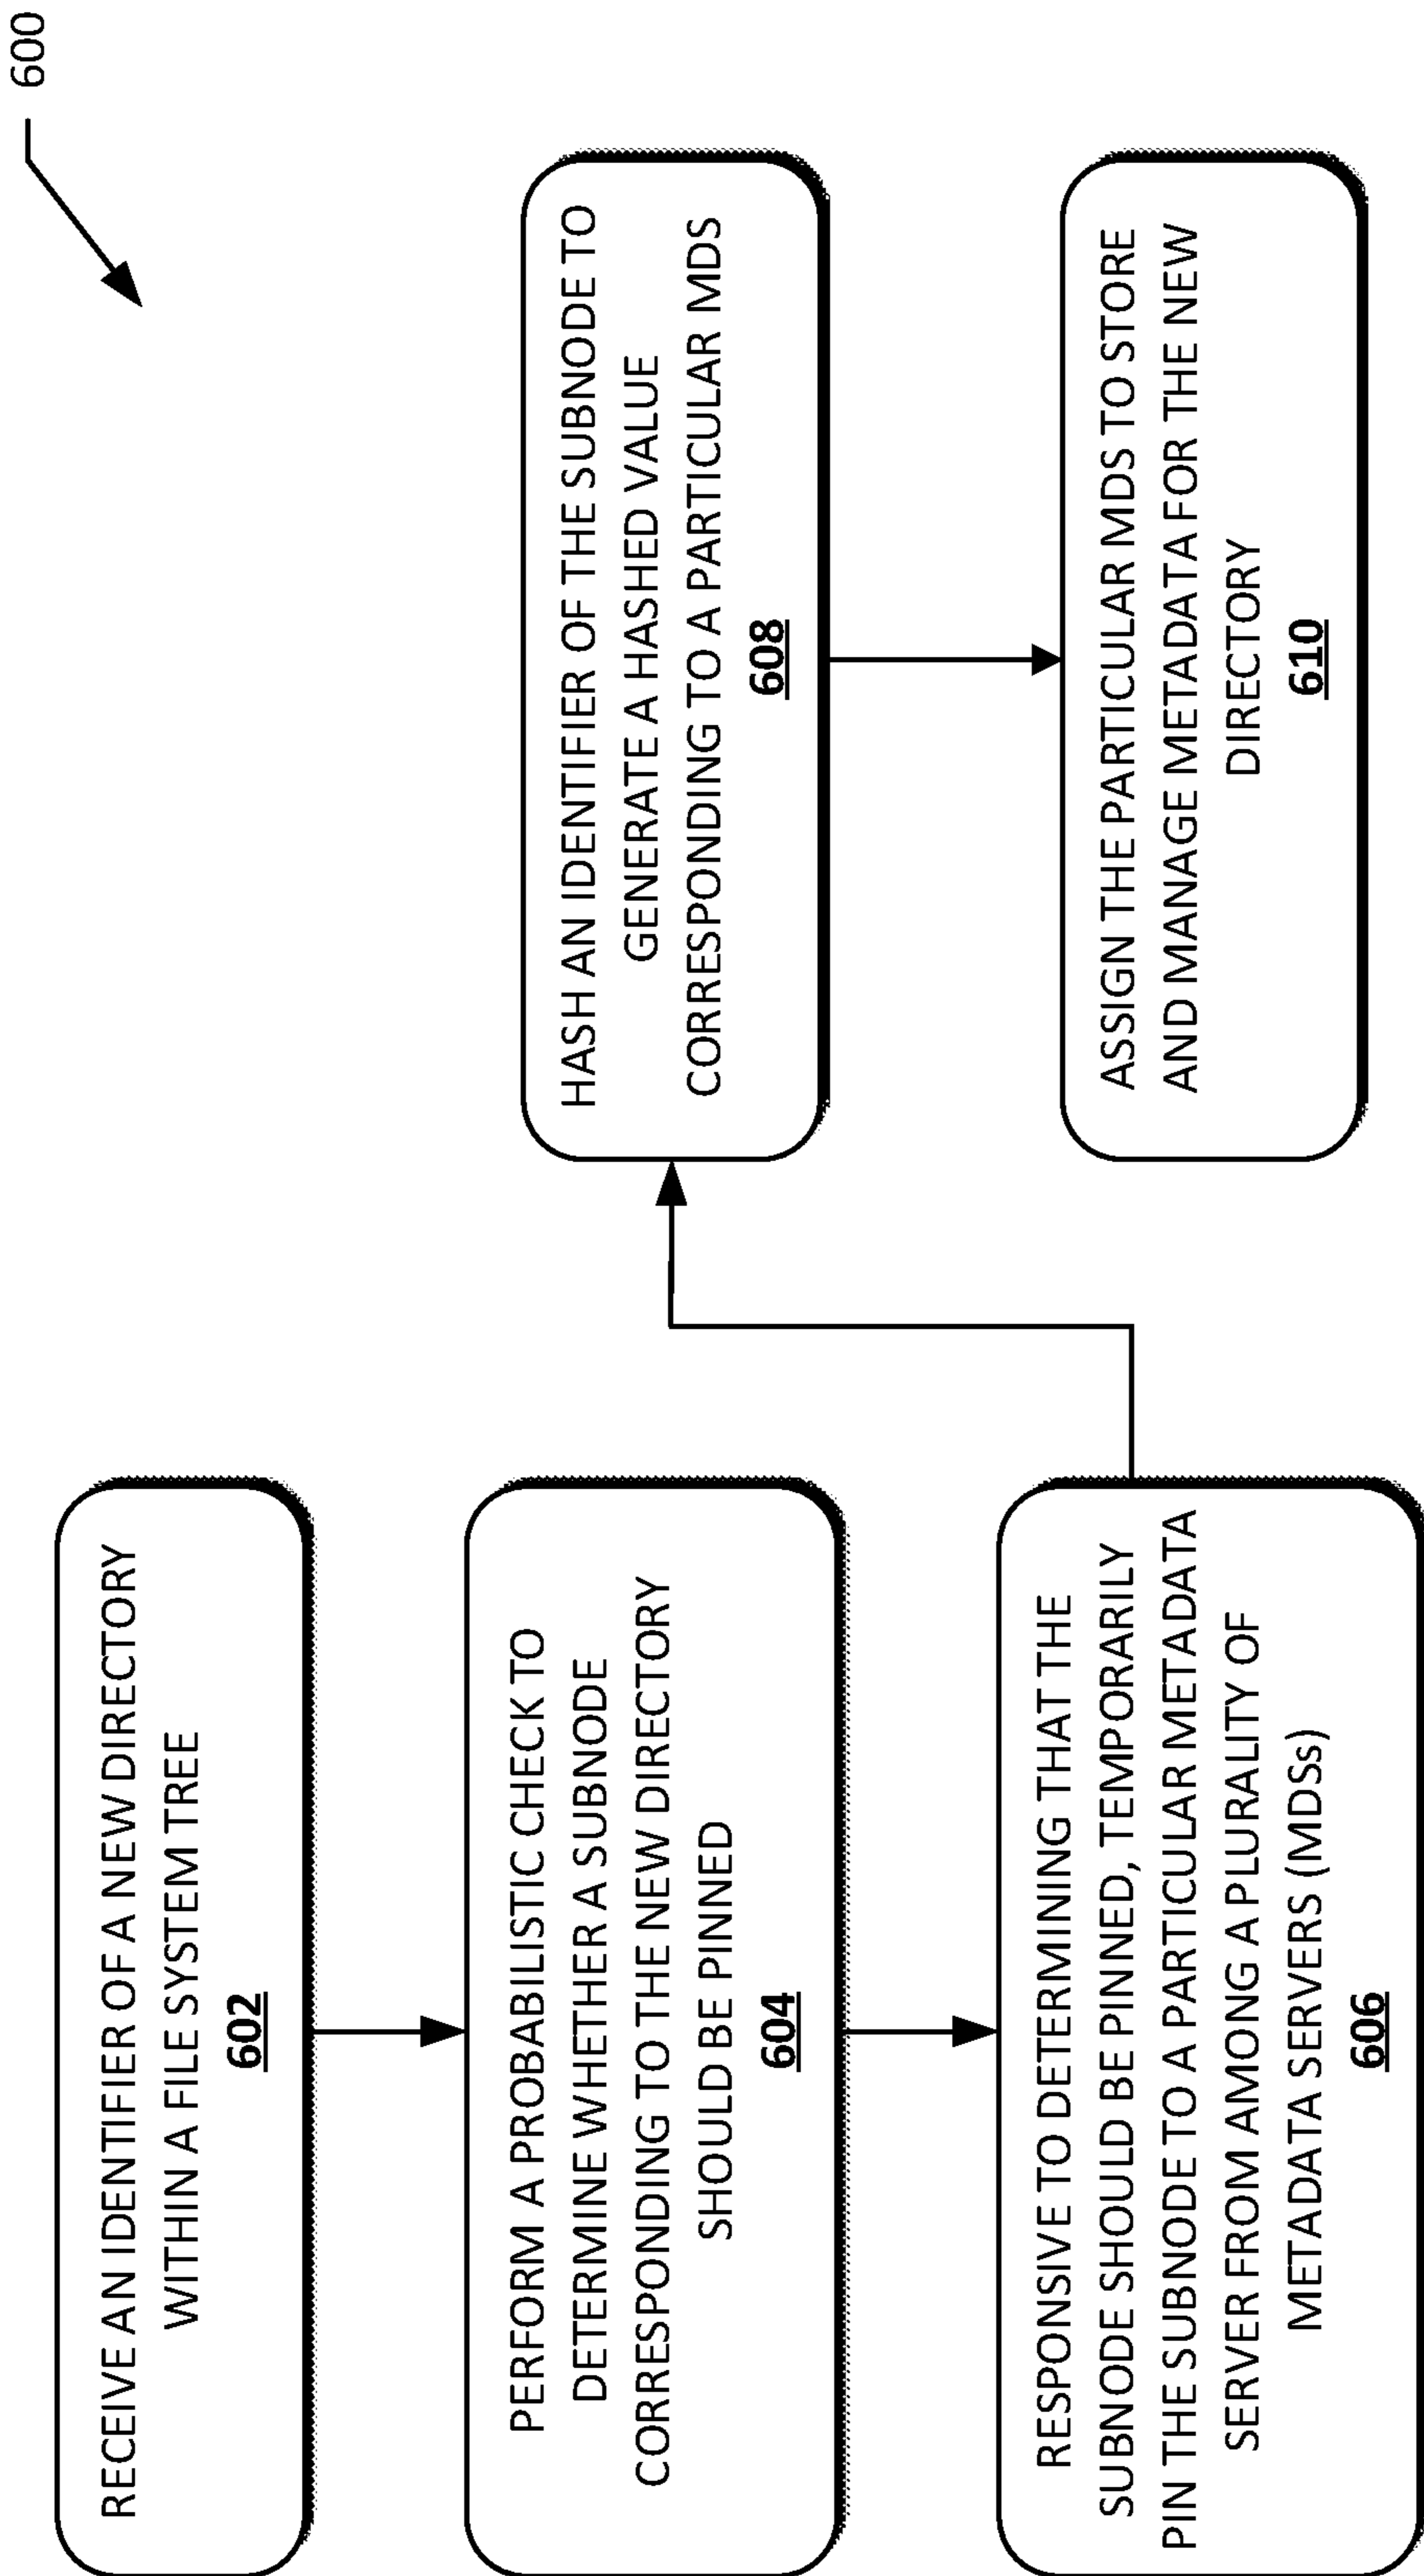 600
RECEIVE AN IDENTIFIER OF A NEW DIRECTORY
WITHIN A FILE SYSTEM TREE
602
PERFORM A PROBABILISTIC CHECK TO
DETERMINE WHETHER A SUBNODE
CORRESPONDING TO THE NEW DIRECTORY
SHOULD BE PINNED
604
RESPONSIVE TO DETERMINING THAT THE
SUBNODE SHOULD BE PINNED, TEMPORARILY
PIN THE SUBNODE TO A PARTICULAR METADATA
SERVER FROM AMONG A PLURALITY OF
METADATA SERVERS (MDSs)
606
HASH AN IDENTIFIER OF THE SUBNODE TO
GENERATE A HASHED VALUE
CORRESPONDING TO A PARTICULAR MDS
608
ASSIGN THE PARTICULAR MDS TO STORE
AND MANAGE METADATA FOR THE NEW
DIRECTORY
610